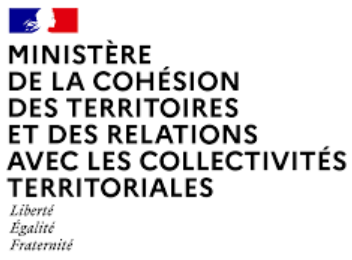 MINISTÈRE
DE LA COHÉSION
DES TERRITOIRES
ET DES RELATIONS
AVEC LES COLLECTIVITÉS
TERRITORIALES
Liberté
Égalité
Fraternité